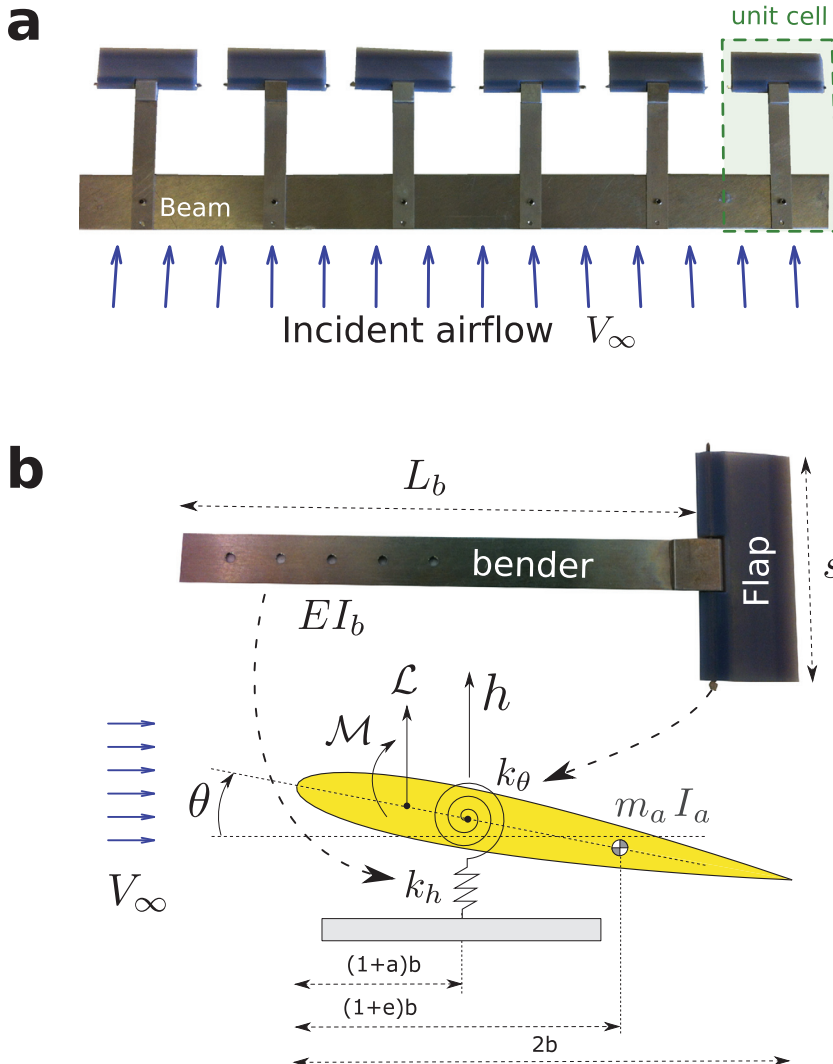 a
unit cell
Beam
Incident airflow V∞
b
L_b
bender
Flap
s
EI_b
ℒ
h
ℳ
k_θ
θ
m_a I_a
V∞
k_h
(1+a)b
(1+e)b
2b